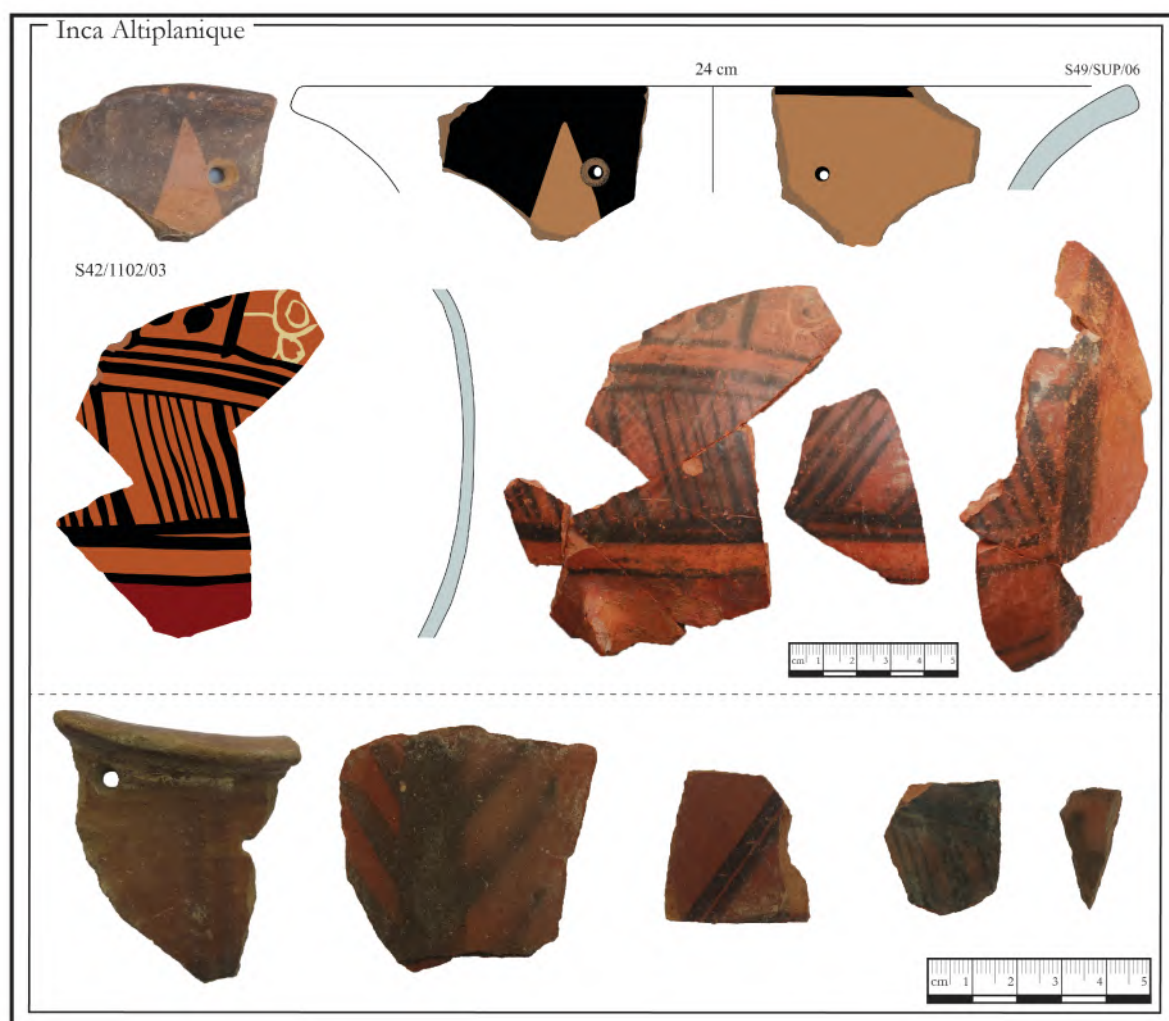 Inca Altiplanique
24 cm
S49/SUP/06
S42/1102/03
cm 1 2 3 4 5
cm 1 2 3 4 5